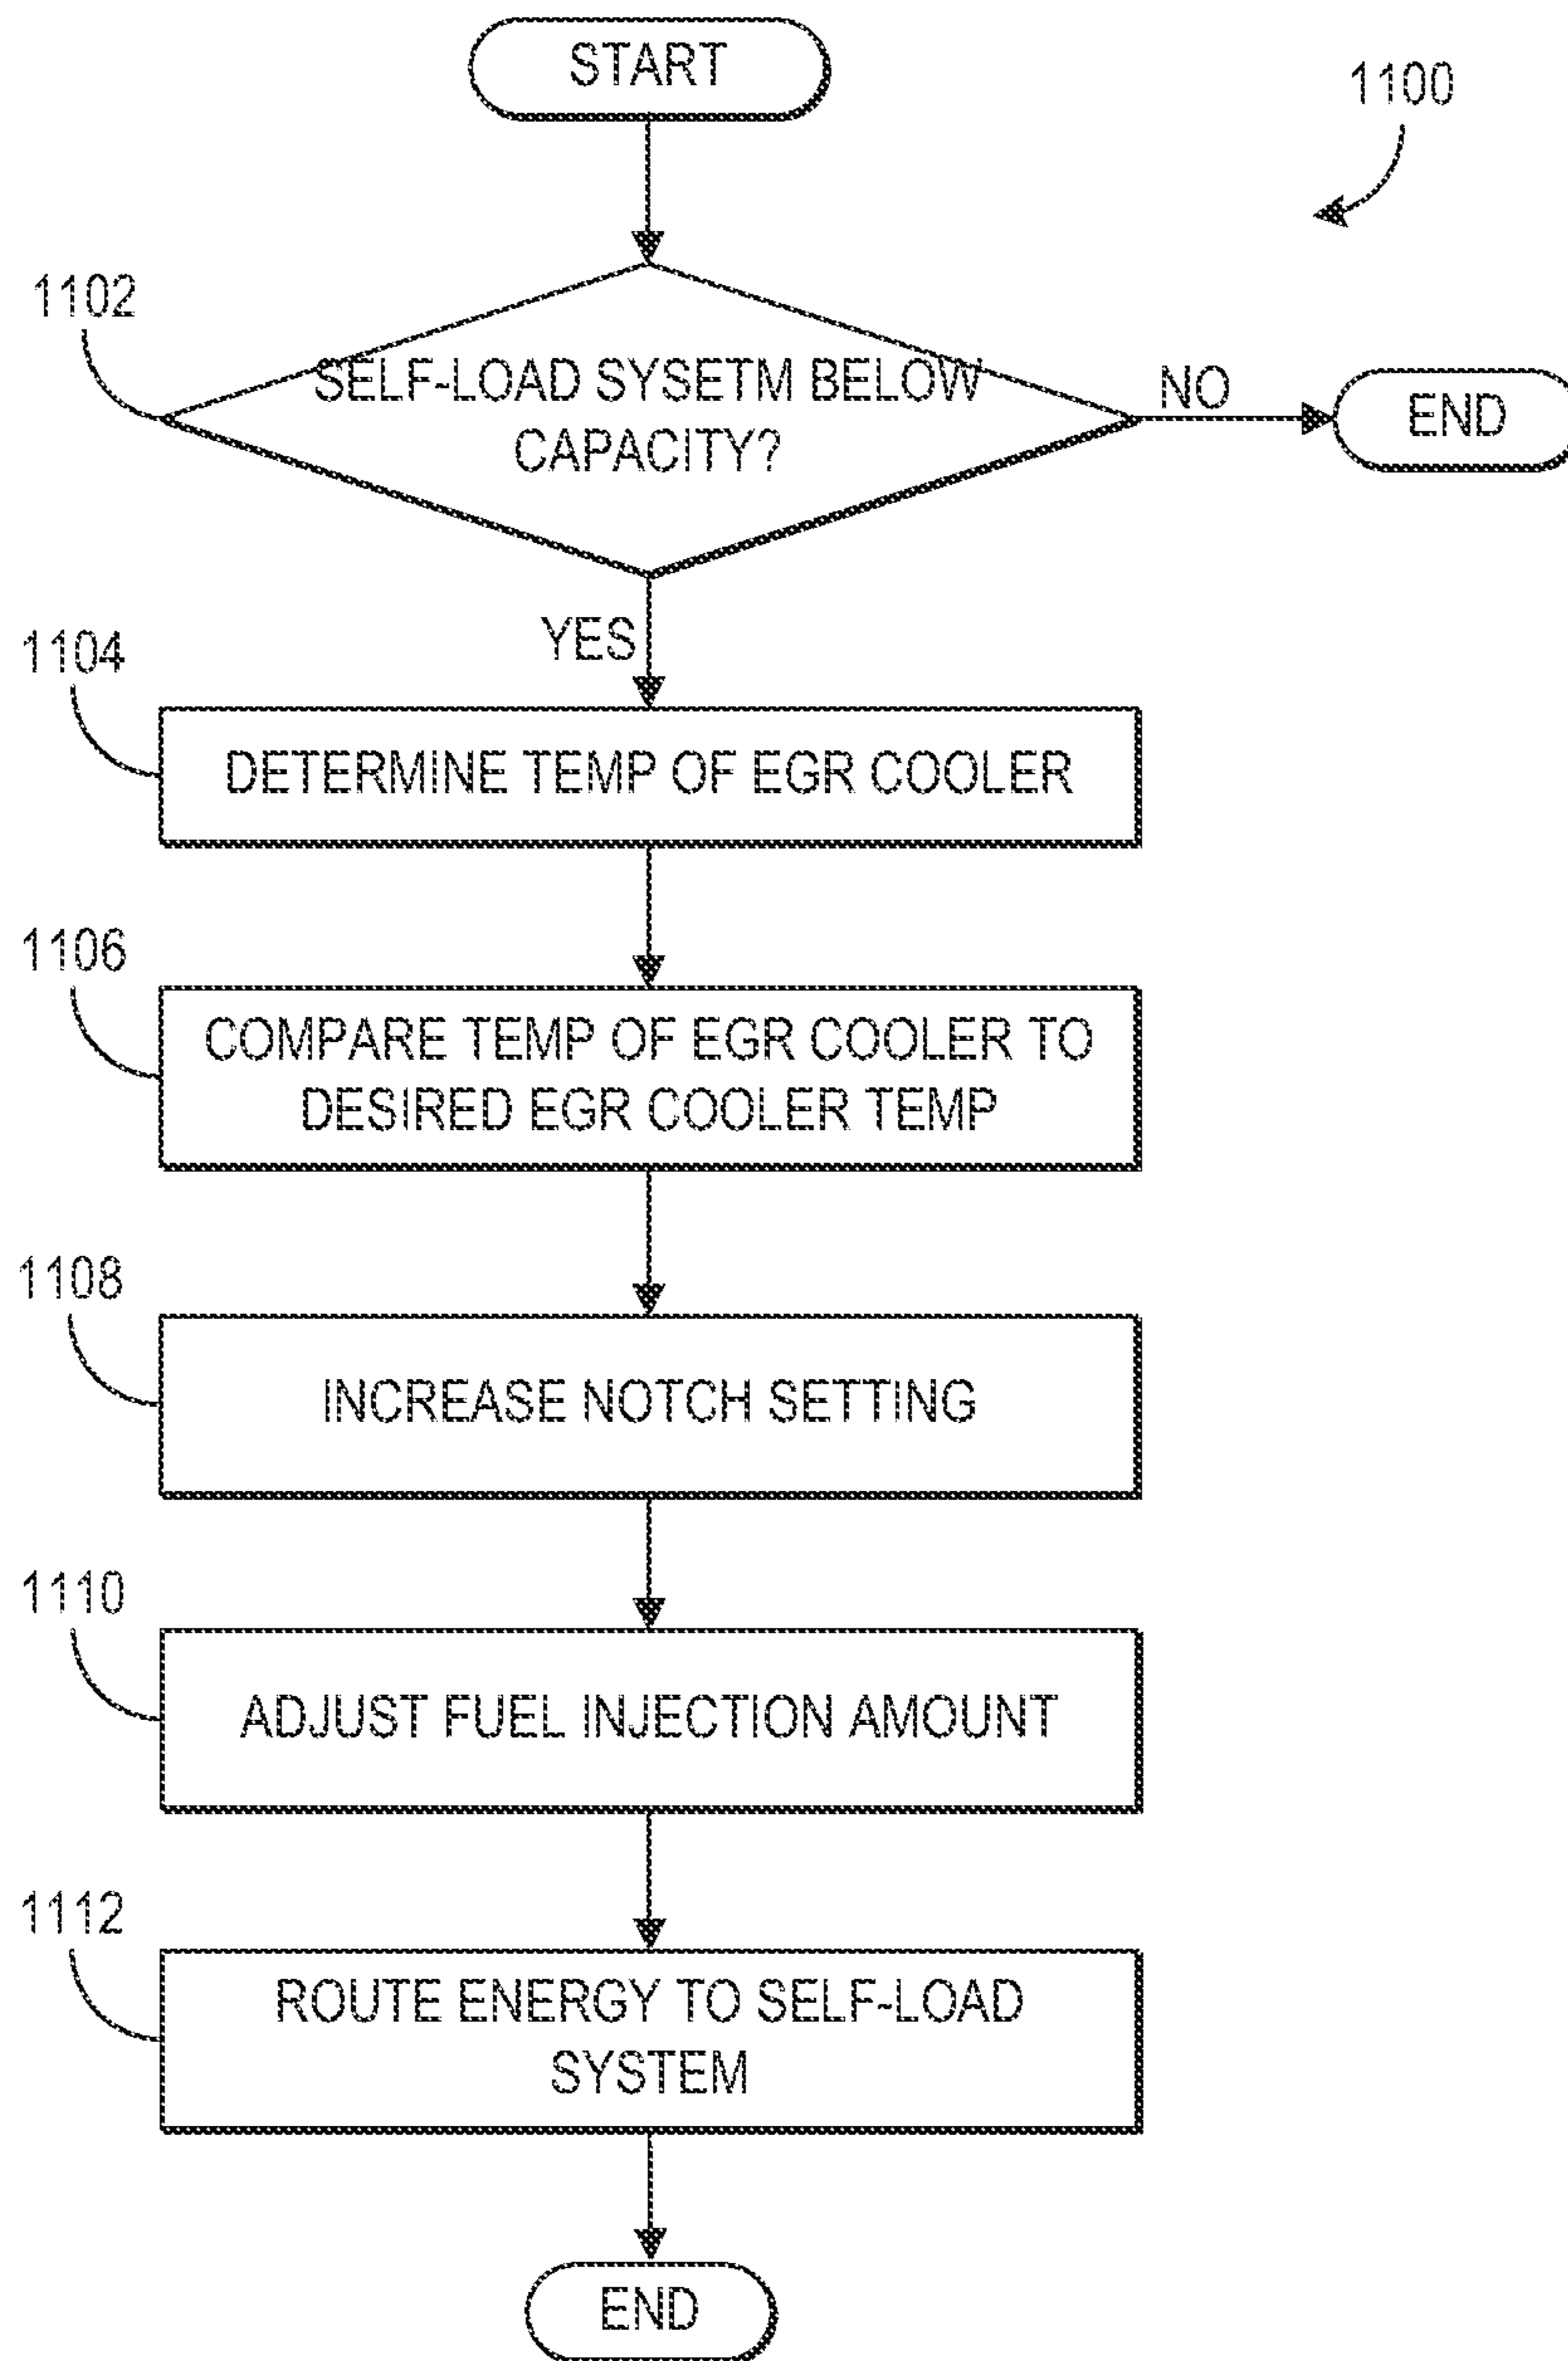 START
1100
1102
SELF-LOAD SYSETM BELOW
CAPACITY?
NO
END
YES
1104
DETERMINE TEMP OF EGR COOLER
1106
COMPARE TEMP OF EGR COOLER TO
DESIRED EGR COOLER TEMP
1108
INCREASE NOTCH SETTING
1110
ADJUST FUEL INJECTION AMOUNT
1112
ROUTE ENERGY TO SELF-LOAD
SYSTEM
END